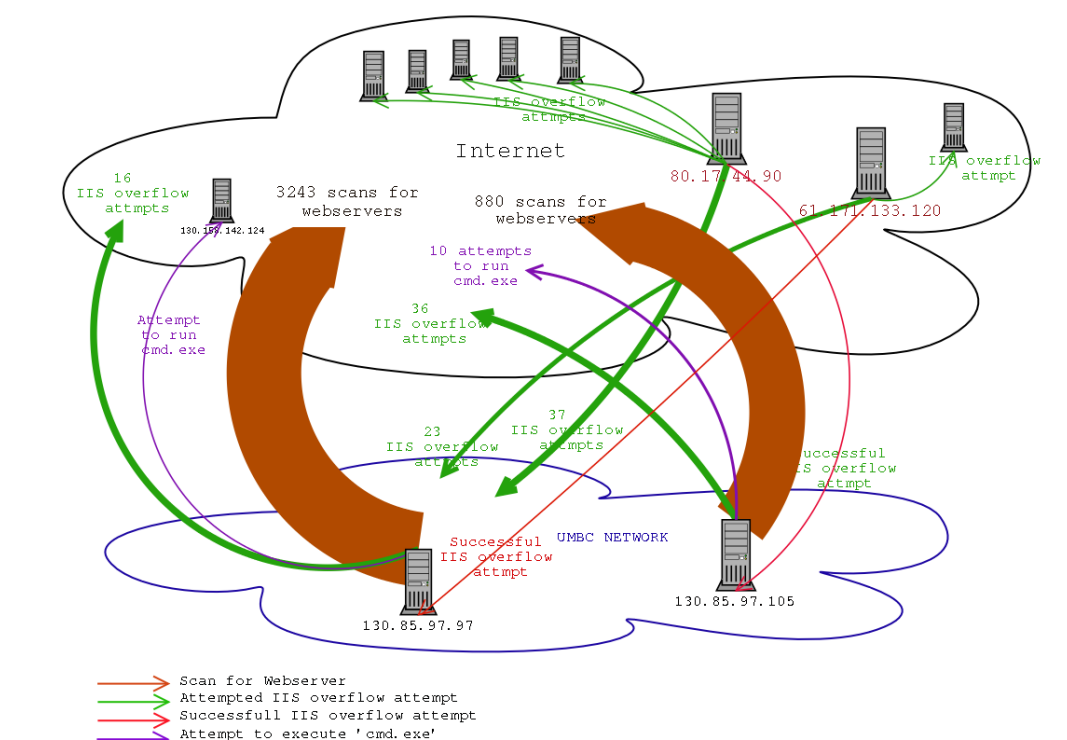 IIS overflow
attmpts
Internet
80.17.44.90
IIS overflow
attmpt
61.171.133.120
16
IIS overflow
attmpts
3243 scans for
webservers
880 scans for
webservers
130.156.142.124
10 attempts
to run
cmd.exe
36
IIS overflow
attmpts
Attempt
to run
cmd.exe
37
IIS overflow
attmpts
23
IIS overflow
attmpts
Successful
IIS overflow
attmpt
Successful
IIS overflow
attmpt
UMBC NETWORK
130.85.97.105
130.85.97.97
Scan for Webserver
Attempted IIS overflow attempt
Successfull IIS overflow attempt
Attempt to execute 'cmd.exe'